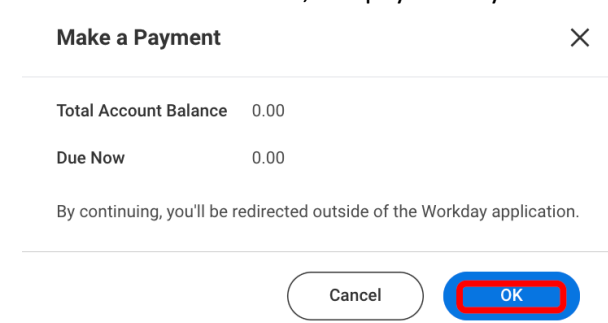 Make a Payment
Total Account Balance 0.00
Due Now 0.00
By continuing, you'll be redirected outside of the Workday application.
Cancel OK